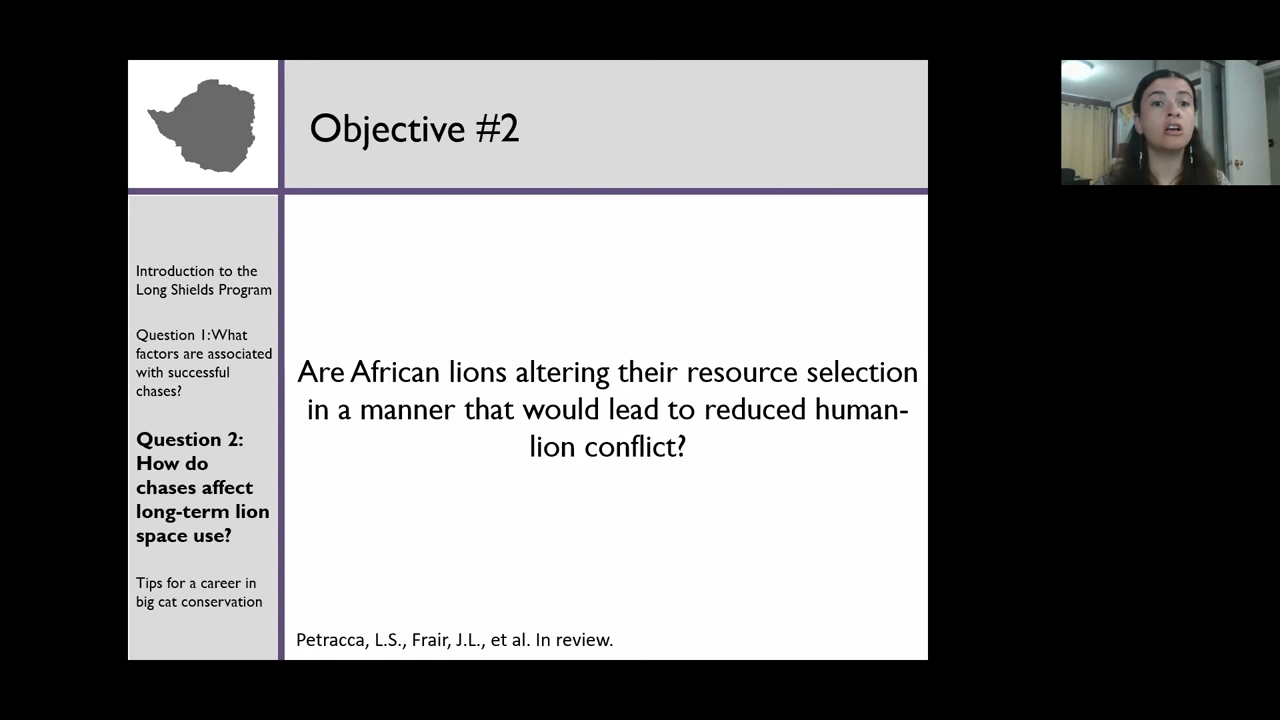 Objective #2
Introduction to the
Long Shields Program
Question 1:What
factors are associated
with successful
chases?
Question 2:
How do
chases affect
long-term lion
space use?
Tips for a career in
big cat conservation
Are African lions altering their resource selection
in a manner that would lead to reduced human-
lion conflict?
Petracca, L.S., Frair, J.L., et al. In review.